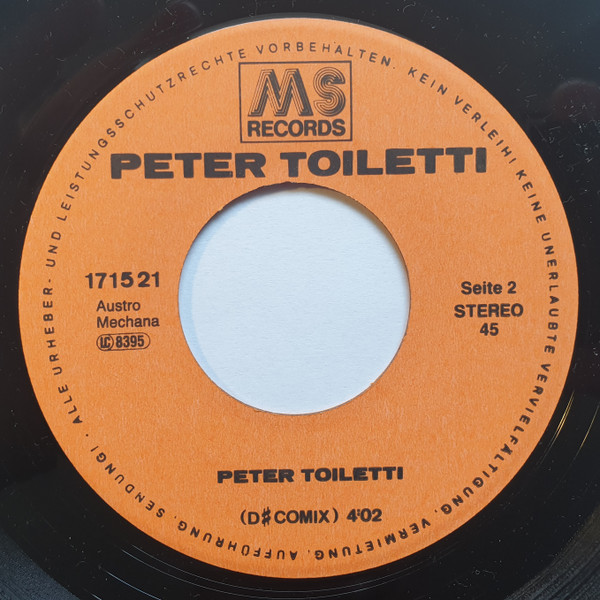 · ALLE URHEBER- UND LEISTUNGSSCHUTZRECHTE VORBEHALTEN. KEIN VERLEIH! KEINE UNERLAUBTE VERVIELFÄLTIGUNG, VERMIETUNG, AUFFÜHRUNG, SENDUNG!
MS
RECORDS
PETER TOILETTI
171521
Austro
Mechana
LC 8395
Seite 2
STEREO
45
PETER TOILETTI
(D♯COMIX) 4'02